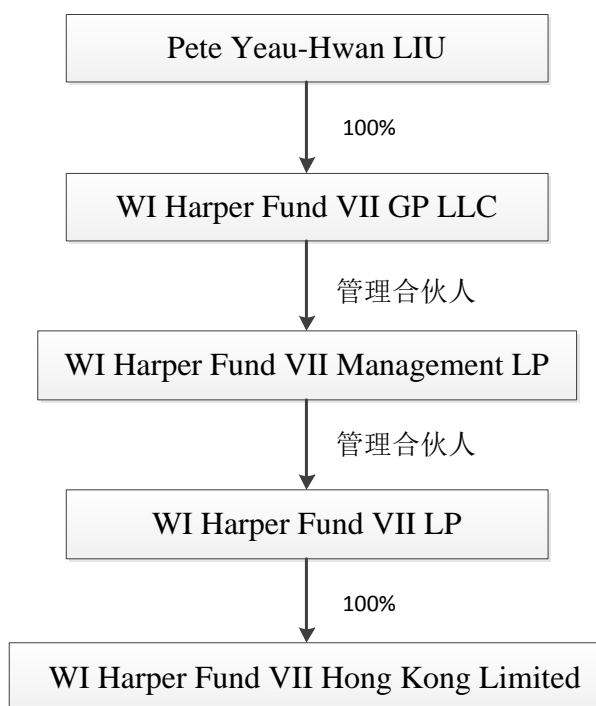 Pete Yeau-Hwan LIU
100%
WI Harper Fund VII GP LLC
管理合伙人
WI Harper Fund VII Management LP
管理合伙人
WI Harper Fund VII LP
100%
WI Harper Fund VII Hong Kong Limited